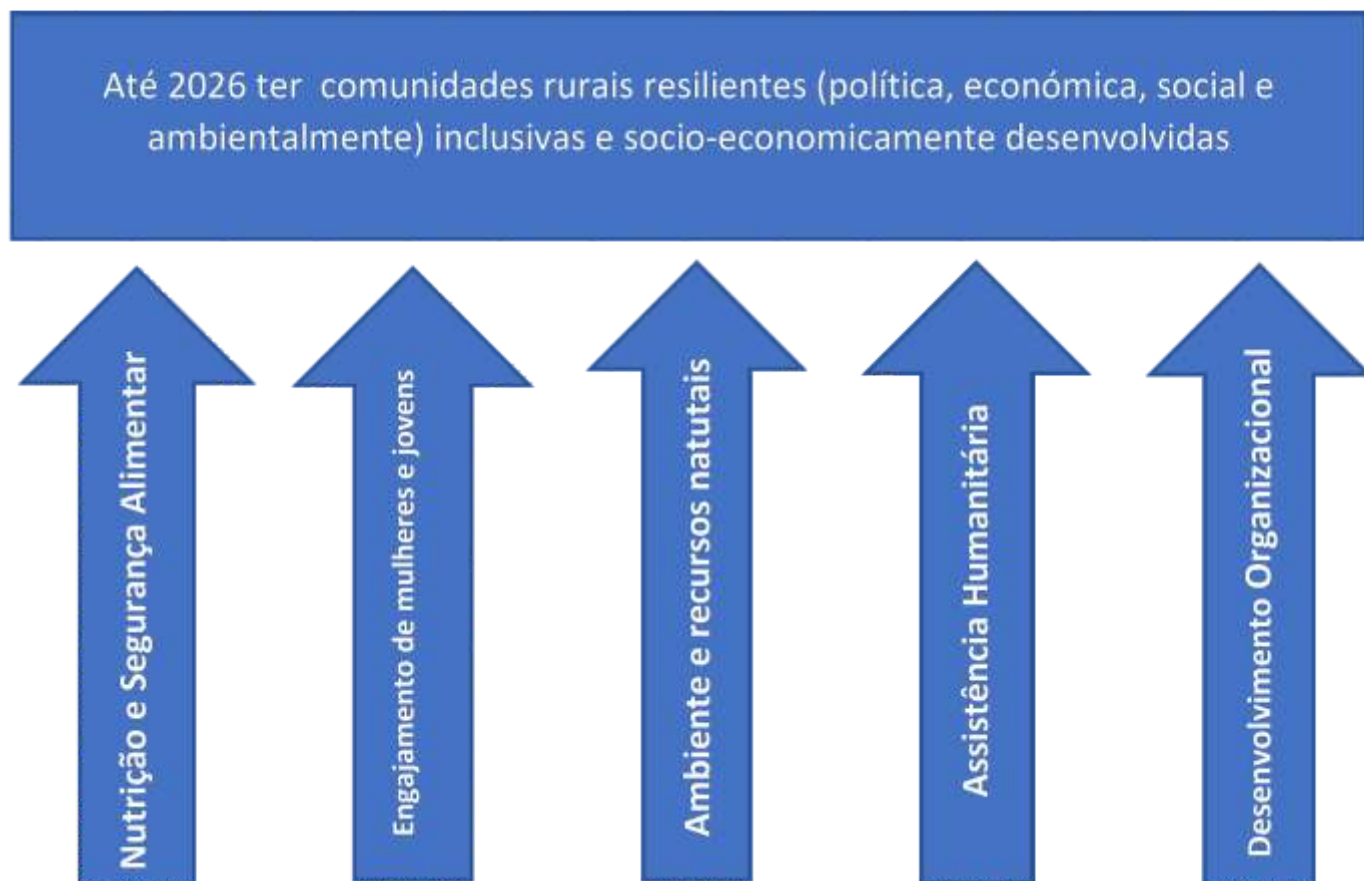 Até 2026 ter comunidades rurais resilientes (política, económica, social e
ambientalmente) inclusivas e socio-economicamente desenvolvidas
Nutrição e Segurança Alimentar
Engajamento de mulheres e jovens
Ambiente e recursos natutais
Assistência Humanitária
Desenvolvimento Organizacional